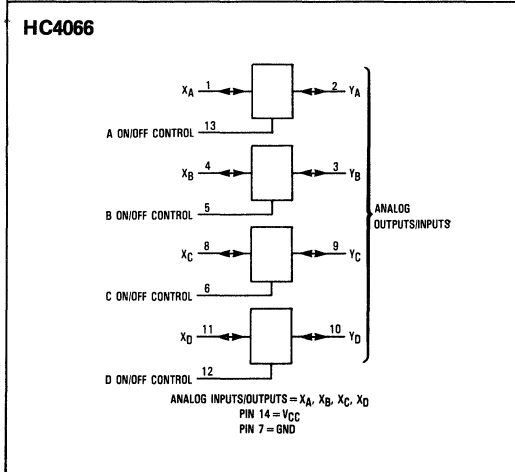 HC4066
XA 1 2 YA
A ON/OFF CONTROL 13
XB 4 3 YB
B ON/OFF CONTROL 5
ANALOG
OUTPUTS/INPUTS
XC 8 9 YC
C ON/OFF CONTROL 6
XD 11 10 YD
D ON/OFF CONTROL 12
ANALOG INPUTS/OUTPUTS = XA, XB, XC, XD
PIN 14 = VCC
PIN 7 = GND